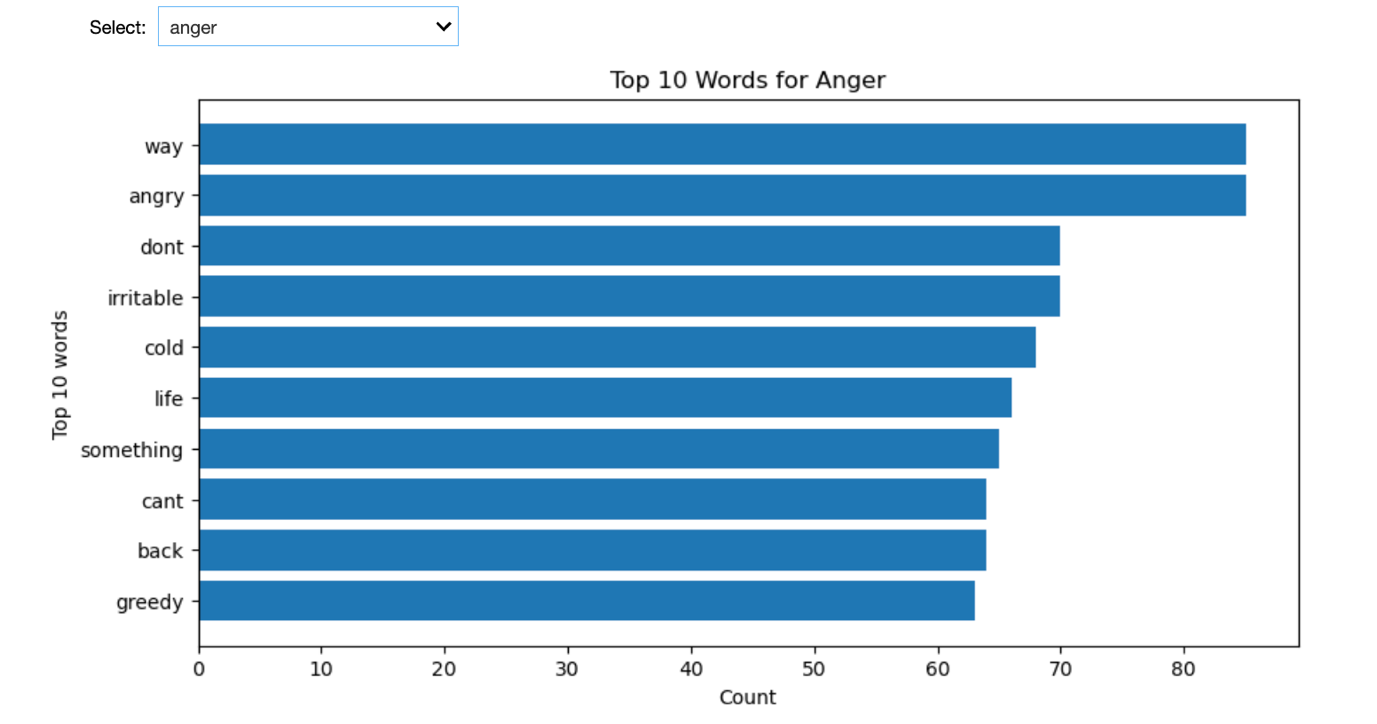 Select: anger
Top 10 Words for Anger
Top 10 words
way
angry
dont
irritable
cold
life
something
cant
back
greedy
0 10 20 30 40 50 60 70 80
Count